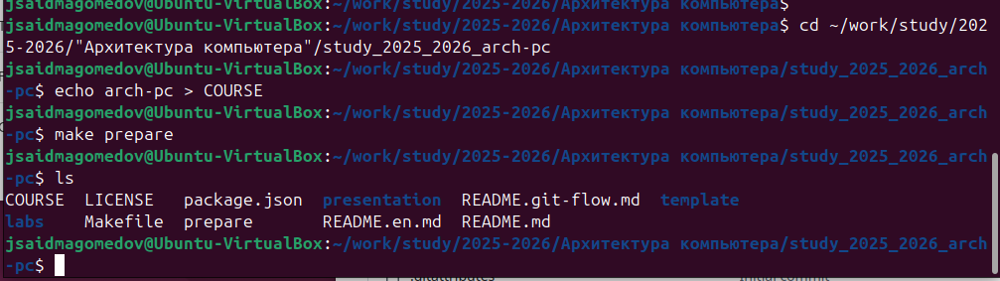 jsaidmagomedov@Ubuntu-VirtualBox:~/work/study/2025-2026/Архитектура компьютера$
jsaidmagomedov@Ubuntu-VirtualBox:~/work/study/2025-2026/Архитектура компьютера$ cd ~/work/study/202
5-2026/"Архитектура компьютера"/study_2025_2026_arch-pc
jsaidmagomedov@Ubuntu-VirtualBox:~/work/study/2025-2026/Архитектура компьютера/study_2025_2026_arch
-pc$ echo arch-pc > COURSE
jsaidmagomedov@Ubuntu-VirtualBox:~/work/study/2025-2026/Архитектура компьютера/study_2025_2026_arch
-pc$ make prepare
jsaidmagomedov@Ubuntu-VirtualBox:~/work/study/2025-2026/Архитектура компьютера/study_2025_2026_arch
-pc$ ls
COURSE LICENSE package.json presentation README.git-flow.md template
labs Makefile prepare README.en.md README.md
jsaidmagomedov@Ubuntu-VirtualBox:~/work/study/2025-2026/Архитектура компьютера/study_2025_2026_arch
-pc$
.gitattributes Initial commit